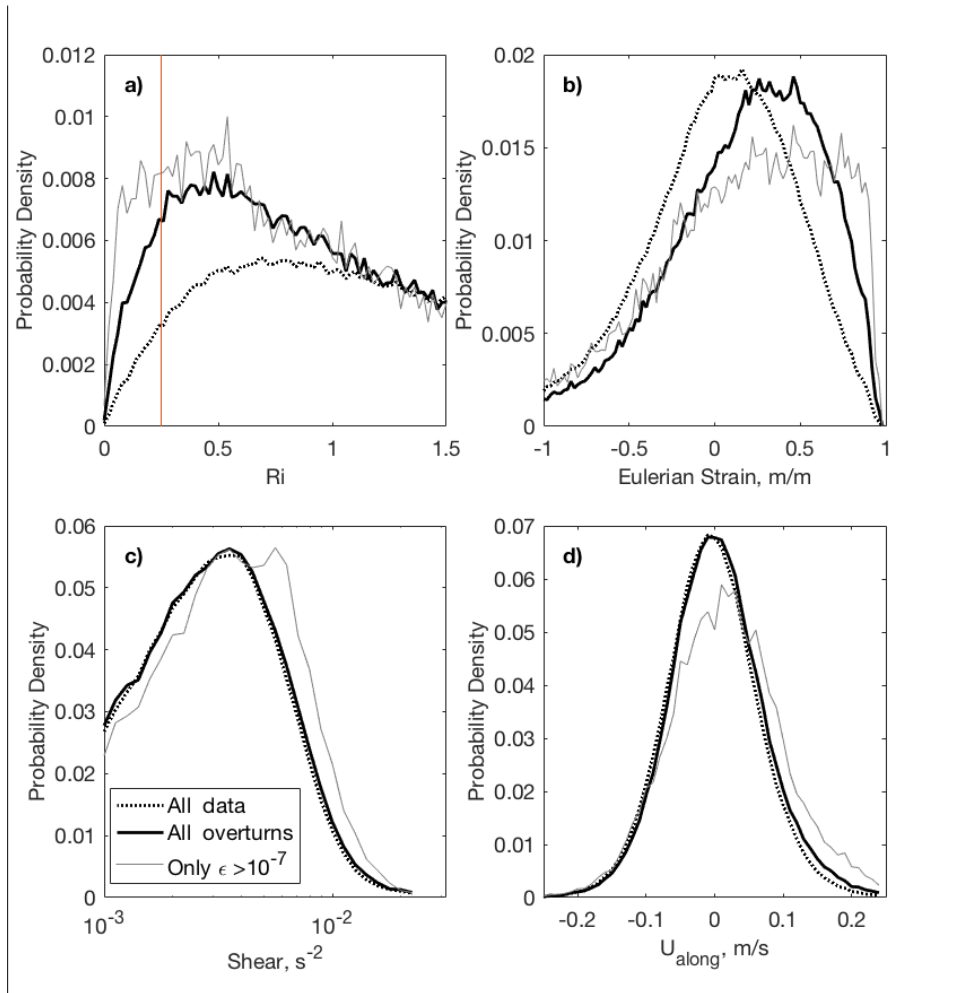 a)
0.012
0.01
0.008
0.006
0.004
0.002
0
Probability Density
0 0.5 1 1.5
Ri
b)
0.02
0.015
0.01
0.005
0
Probability Density
-1 -0.5 0 0.5 1
Eulerian Strain, m/m
c)
0.06
0.05
0.04
0.03
0.02
0.01
0
Probability Density
All data
All overturns
Only ϵ >10-7
10-3 10-2
Shear, s-2
d)
0.07
0.06
0.05
0.04
0.03
0.02
0.01
0
Probability Density
-0.2 -0.1 0 0.1 0.2
Ualong, m/s